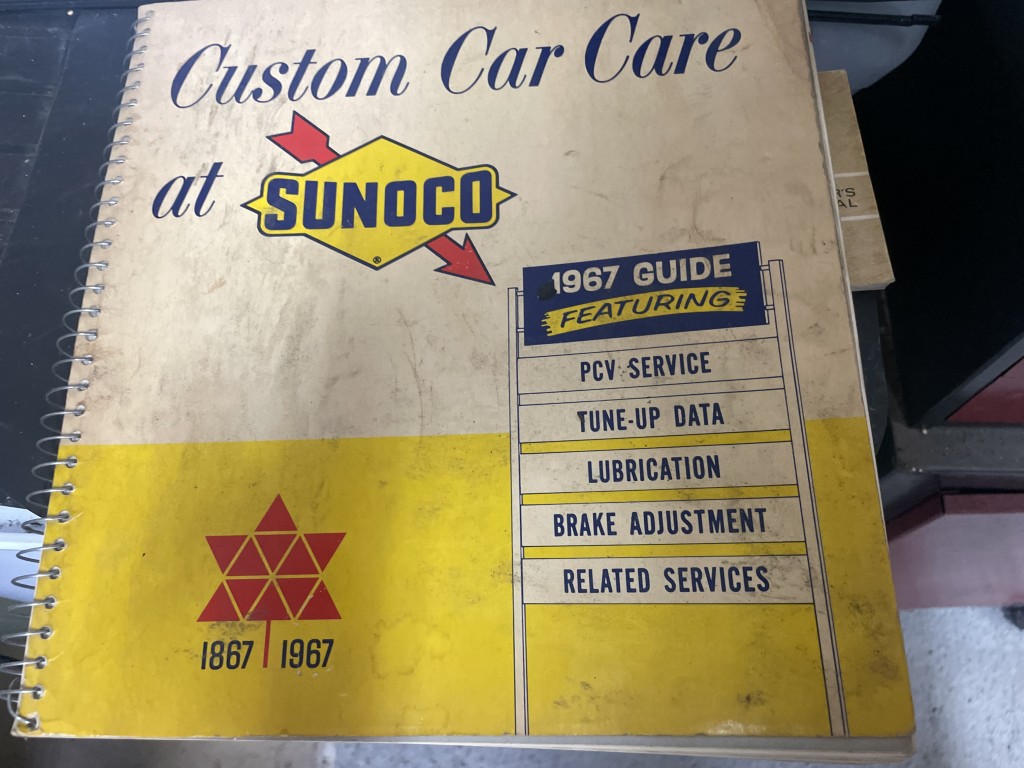 Custom Car Care
at SUNOCO
®
1967 GUIDE
FEATURING
PCV SERVICE
TUNE-UP DATA
LUBRICATION
BRAKE ADJUSTMENT
RELATED SERVICES
1867 1967